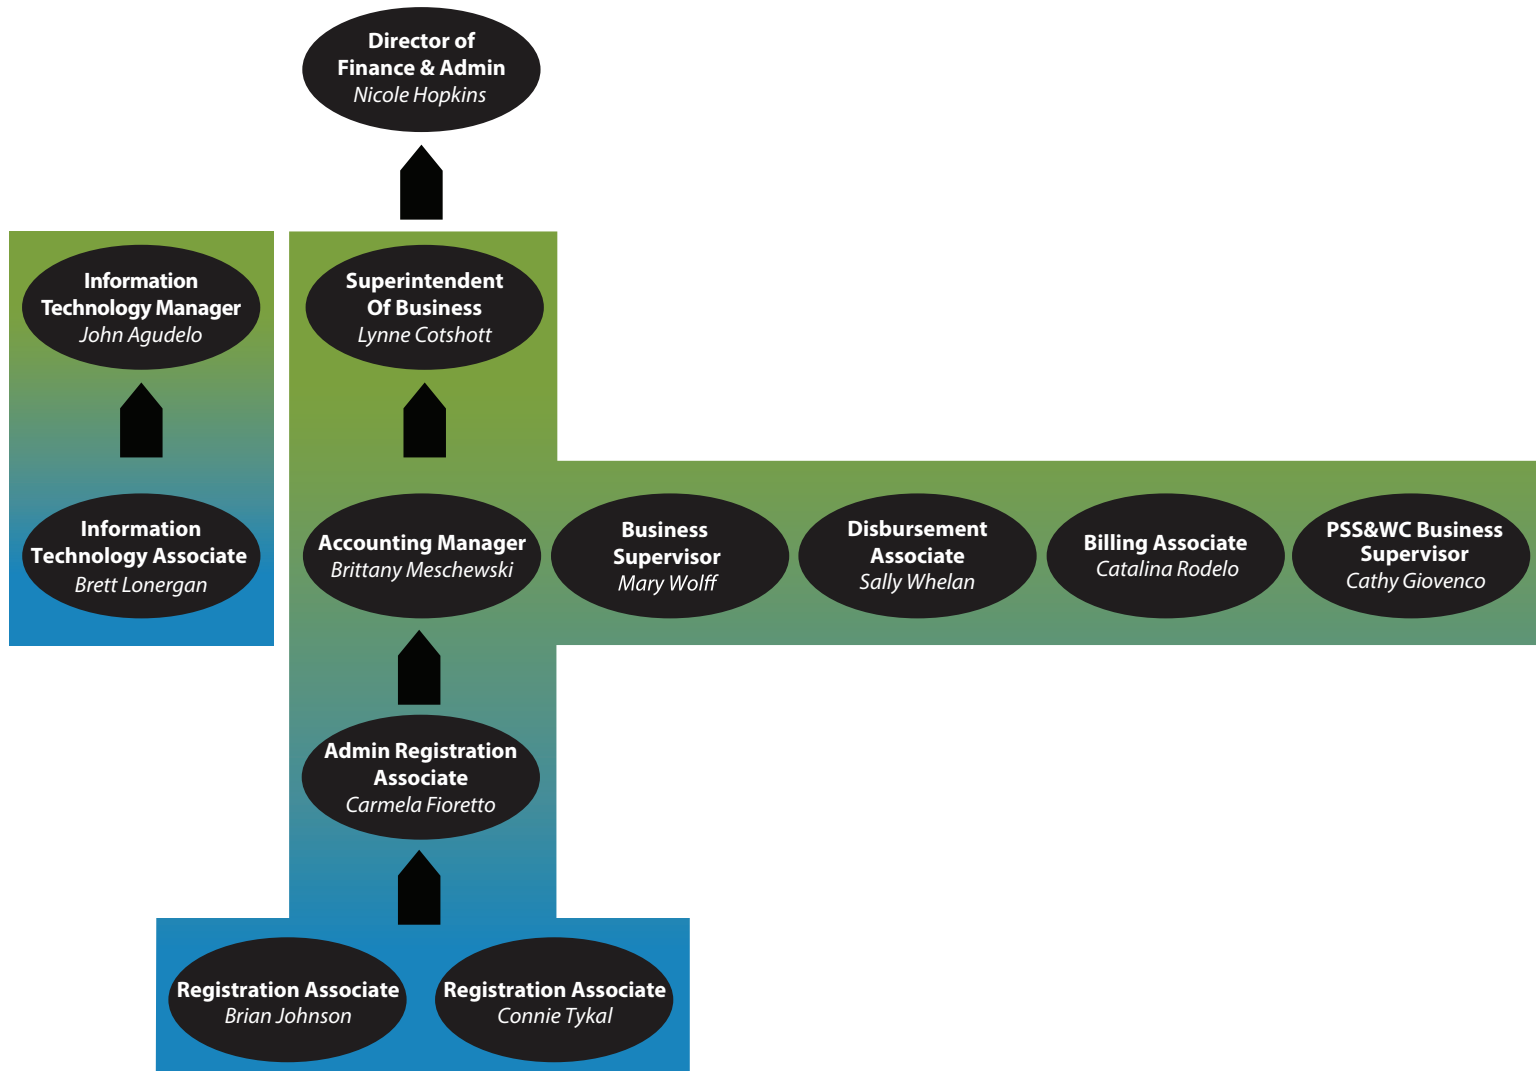 Director of
Finance & Admin
Nicole Hopkins
Information
Technology Manager
John Agudelo
Superintendent
Of Business
Lynne Cotshott
Information
Technology Associate
Brett Lonergan
Accounting Manager
Brittany Meschewski
Business
Supervisor
Mary Wolff
Disbursement
Associate
Sally Whelan
Billing Associate
Catalina Rodelo
PSS&WC Business
Supervisor
Cathy Giovenco
Admin Registration
Associate
Carmela Fioretto
Registration Associate
Brian Johnson
Registration Associate
Connie Tykal